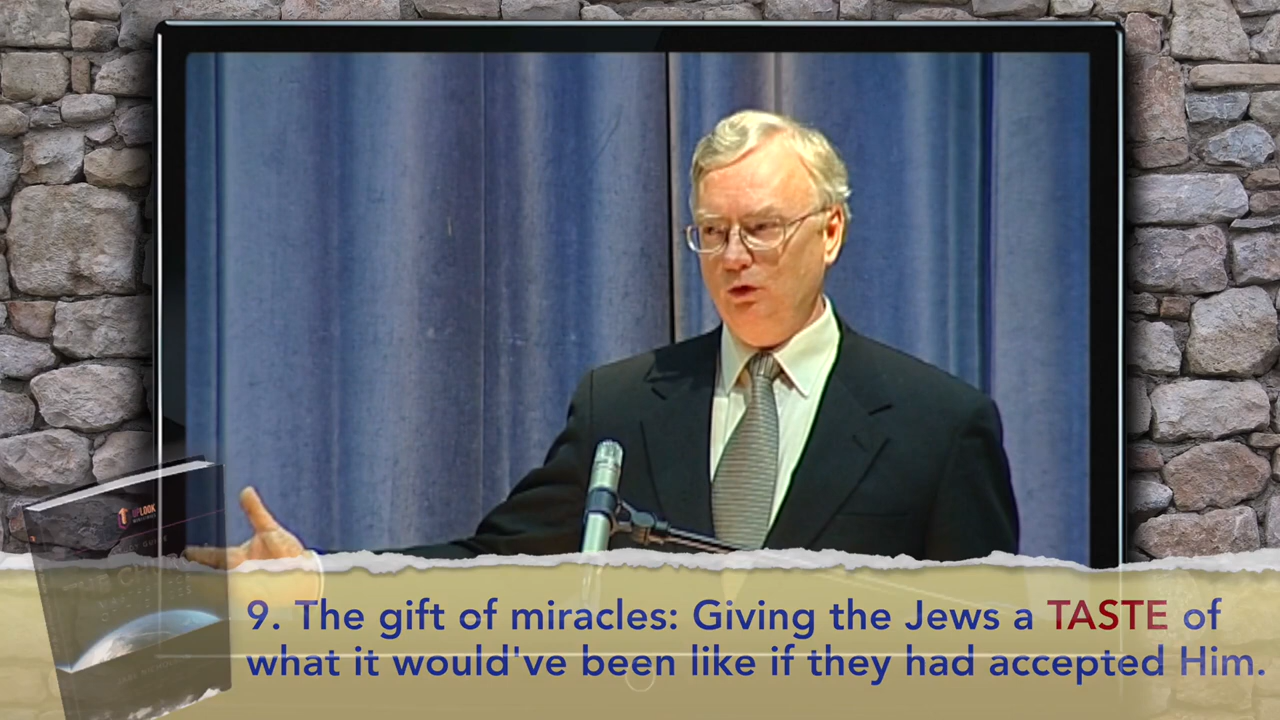 UPLOOK
9. The gift of miracles: Giving the Jews a TASTE of
what it would've been like if they had accepted Him.